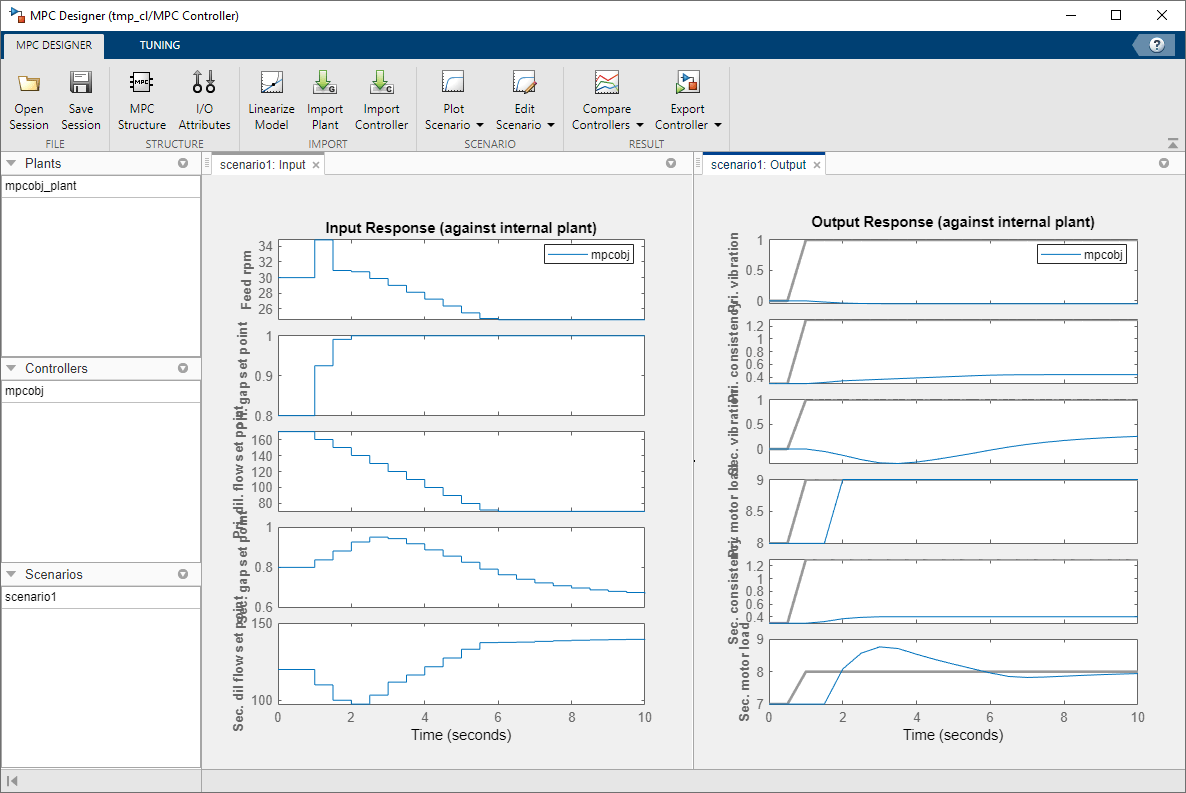 MPC Designer (tmp_cl/MPC Controller)
MPC DESIGNER TUNING
?
Open Session
Save Session
FILE
MPC
MPC Structure
I/O Attributes
STRUCTURE
Linearize Model
G
Import Plant
C
Import Controller
IMPORT
Plot Scenario
Edit Scenario
SCENARIO
Compare Controllers
Export Controller
RESULT
Plants
mpcobj_plant
Controllers
mpcobj
Scenarios
scenario1
scenario1: Input ×
Input Response (against internal plant)
mpcobj
Feed rpm
34
32
30
28
26
Pri. gap set point
1
0.9
0.8
Pri. dil. flow set point
160
140
120
100
80
Sec. gap set point
1
0.8
0.6
Sec. dil flow set point
150
100
0 2 4 6 8 10
Time (seconds)
scenario1: Output ×
Output Response (against internal plant)
mpcobj
Pri. vibration
1
0.5
0
Pri. consistency
1.2
1
0.8
0.6
0.4
Sec. vibration
1
0.5
0
Pri. motor load
9
8.5
8
Sec. consistency
1.2
1
0.8
0.6
0.4
Sec. motor load
9
8
7
0 2 4 6 8 10
Time (seconds)